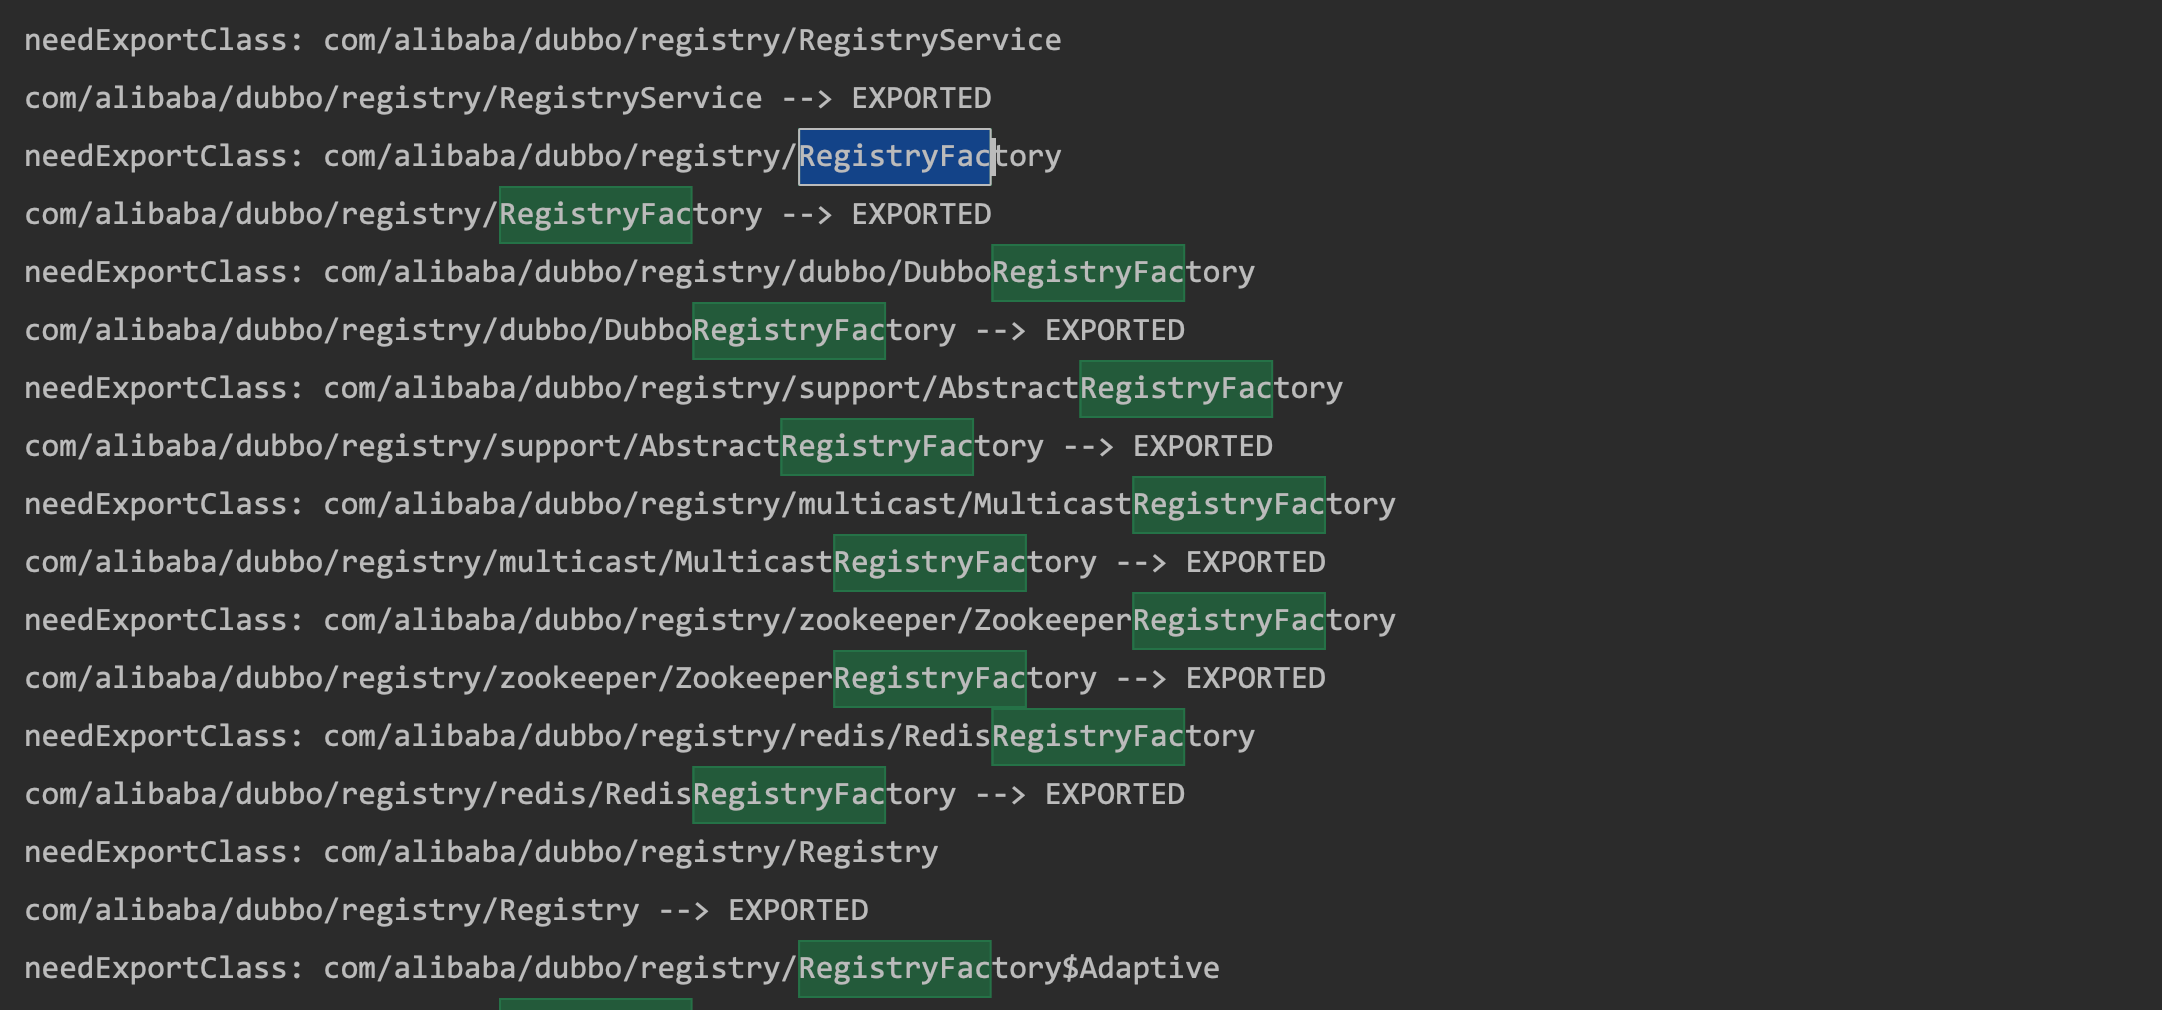 needExportClass: com/alibaba/dubbo/registry/RegistryService
com/alibaba/dubbo/registry/RegistryService --> EXPORTED
needExportClass: com/alibaba/dubbo/registry/RegistryFactory
com/alibaba/dubbo/registry/RegistryFactory --> EXPORTED
needExportClass: com/alibaba/dubbo/registry/dubbo/DubboRegistryFactory
com/alibaba/dubbo/registry/dubbo/DubboRegistryFactory --> EXPORTED
needExportClass: com/alibaba/dubbo/registry/support/AbstractRegistryFactory
com/alibaba/dubbo/registry/support/AbstractRegistryFactory --> EXPORTED
needExportClass: com/alibaba/dubbo/registry/multicast/MulticastRegistryFactory
com/alibaba/dubbo/registry/multicast/MulticastRegistryFactory --> EXPORTED
needExportClass: com/alibaba/dubbo/registry/zookeeper/ZookeeperRegistryFactory
com/alibaba/dubbo/registry/zookeeper/ZookeeperRegistryFactory --> EXPORTED
needExportClass: com/alibaba/dubbo/registry/redis/RedisRegistryFactory
com/alibaba/dubbo/registry/redis/RedisRegistryFactory --> EXPORTED
needExportClass: com/alibaba/dubbo/registry/Registry
com/alibaba/dubbo/registry/Registry --> EXPORTED
needExportClass: com/alibaba/dubbo/registry/RegistryFactory$Adaptive